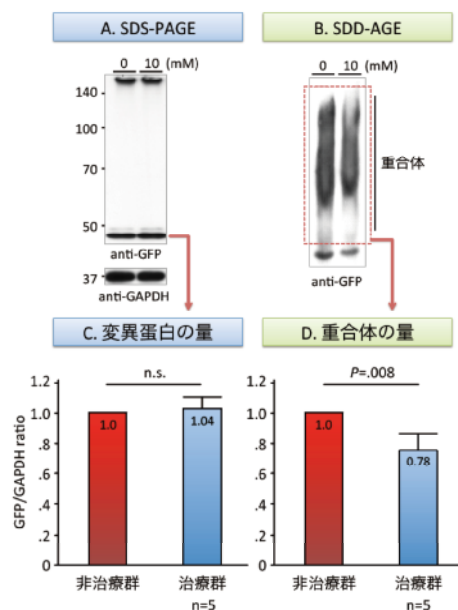 A. SDS-PAGE
0 10 (mM)
140
100
70
50
anti-GFP
37
anti-GAPDH
B. SDD-AGE
0 10 (mM)
重合体
anti-GFP
C. 変異蛋白の量
n.s.
GFP/GAPDH ratio
1.2
1.0
.8
.6
.4
.2
0
1.0
1.04
非治療群 治療群
n=5
D. 重合体の量
P=.008
1.2
1.0
.8
.6
.4
.2
0
1.0
0.78
非治療群 治療群
n=5